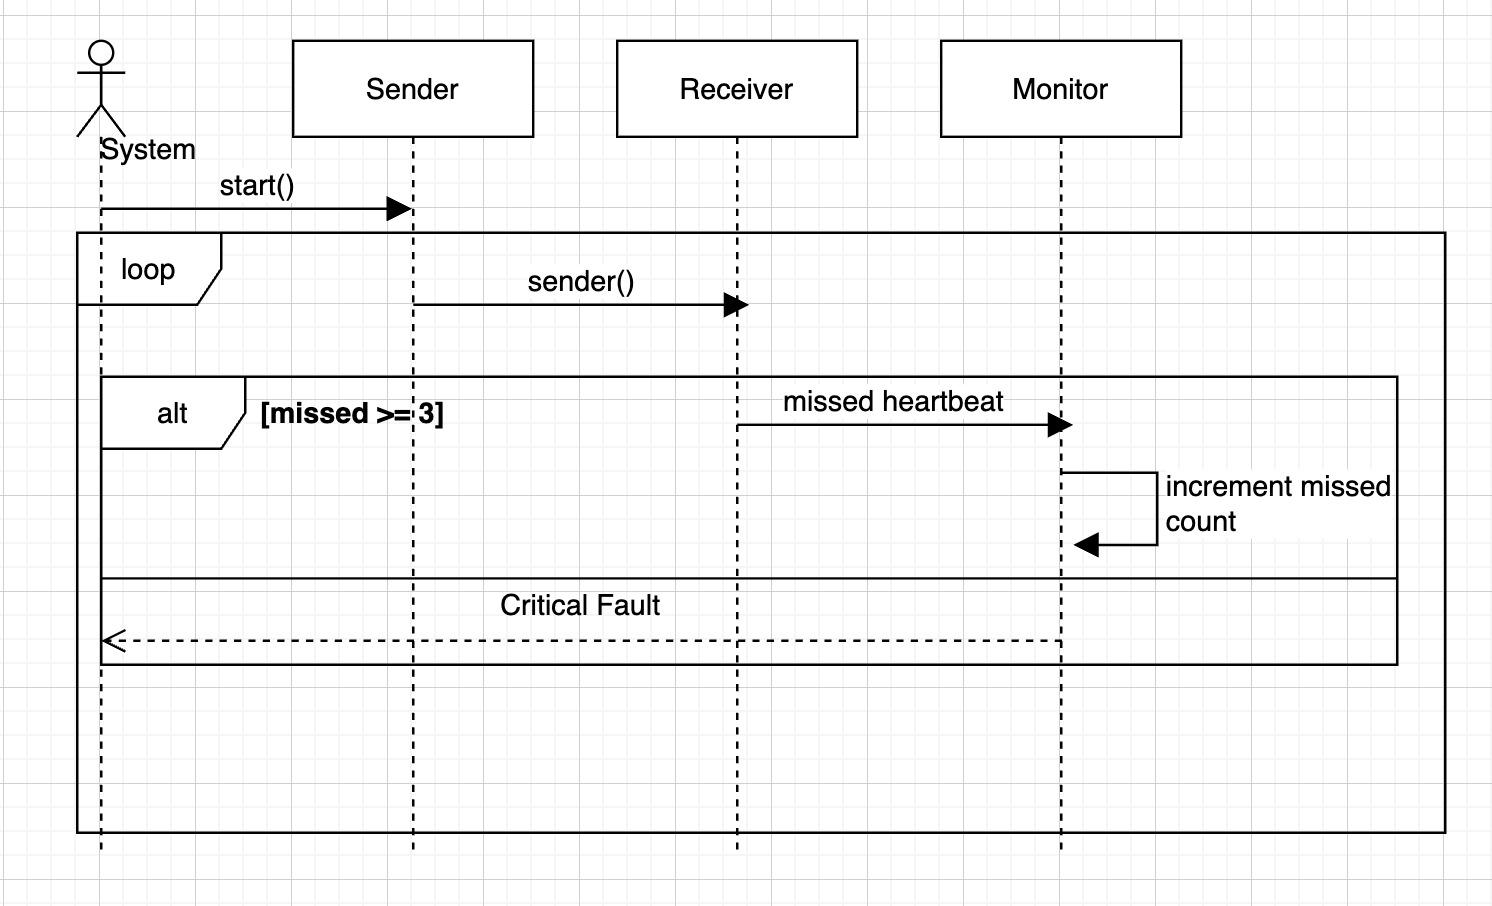 Sender
Receiver
Monitor
System
start()
loop
sender()
alt
[missed >= 3]
missed heartbeat
increment missed
count
Critical Fault